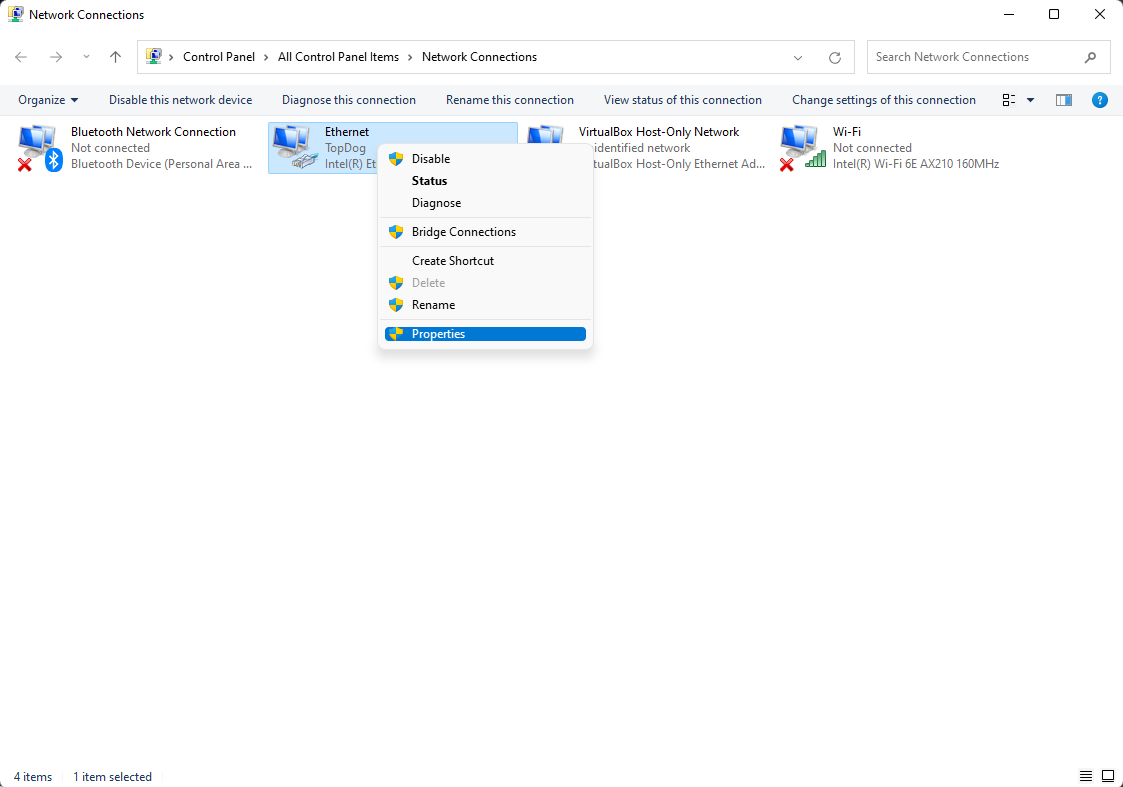 Network Connections
Control Panel > All Control Panel Items > Network Connections
Search Network Connections
Organize
Disable this network device
Diagnose this connection
Rename this connection
View status of this connection
Change settings of this connection
Bluetooth Network Connection
Not connected
Bluetooth Device (Personal Area ...
Ethernet
TopDog
Intel(R)
VirtualBox Host-Only Network
network
Host-Only Ethernet Ad...
Wi-Fi
Not connected
Intel(R) Wi-Fi 6E AX210 160MHz
Disable
Status
Diagnose
Bridge Connections
Create Shortcut
Delete
Rename
Properties
4 items
1 item selected